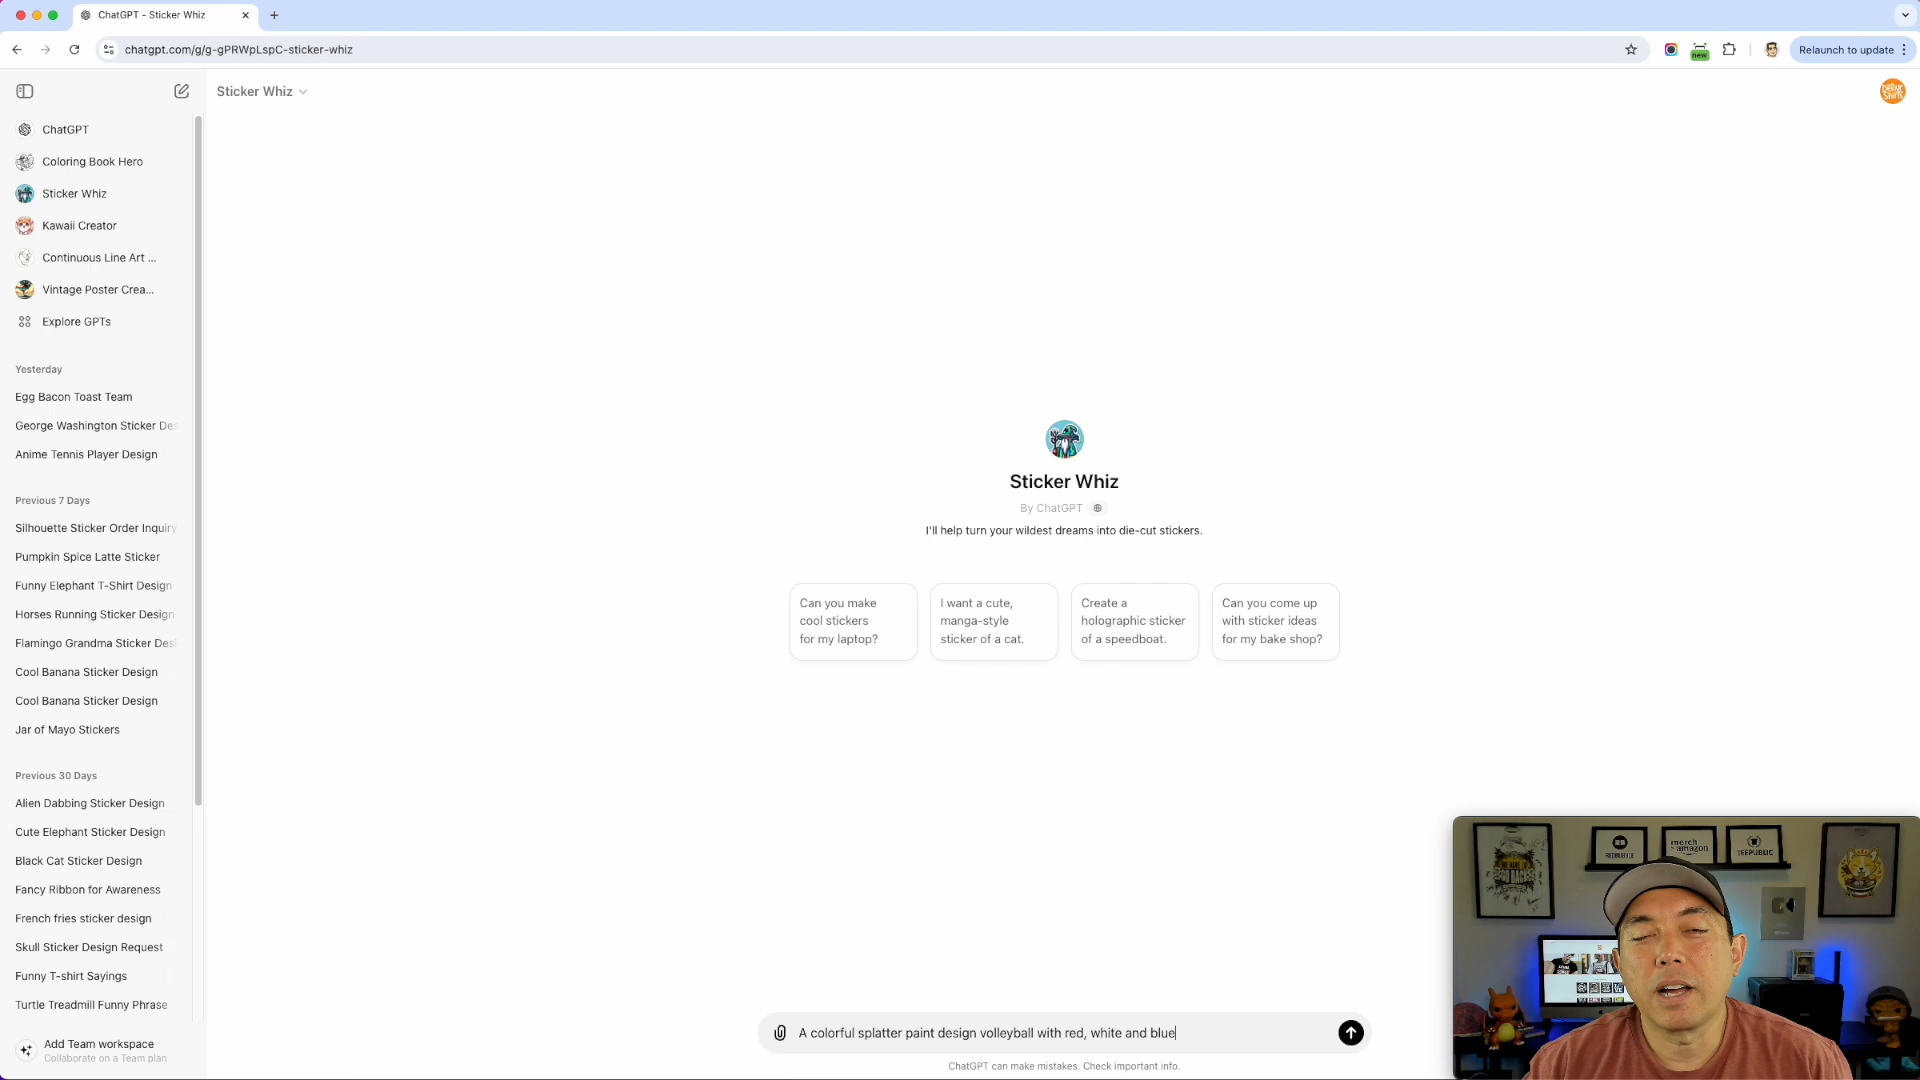 ChatGPT - Sticker Whiz
chatgpt.com/g/g-gPRWpLspC-sticker-whiz
new
Relaunch to update
Sticker Whiz
ChatGPT
Coloring Book Hero
Sticker Whiz
Kawaii Creator
Continuous Line Art ...
Vintage Poster Crea...
Explore GPTs
Yesterday
Egg Bacon Toast Team
George Washington Sticker Des
Anime Tennis Player Design
Previous 7 Days
Silhouette Sticker Order Inquiry
Pumpkin Spice Latte Sticker
Funny Elephant T-Shirt Design
Horses Running Sticker Design
Flamingo Grandma Sticker Desi
Cool Banana Sticker Design
Cool Banana Sticker Design
Jar of Mayo Stickers
Previous 30 Days
Alien Dabbing Sticker Design
Cute Elephant Sticker Design
Black Cat Sticker Design
Fancy Ribbon for Awareness
French fries sticker design
Skull Sticker Design Request
Funny T-shirt Sayings
Turtle Treadmill Funny Phrase
Add Team workspace
Collaborate on a Team plan
Sticker Whiz
By ChatGPT
I'll help turn your wildest dreams into die-cut stickers.
Can you make
cool stickers
for my laptop?
I want a cute,
manga-style
sticker of a cat.
Create a
holographic sticker
of a speedboat.
Can you come up
with sticker ideas
for my bake shop?
A colorful splatter paint design volleyball with red, white and blue
ChatGPT can make mistakes. Check important info.
merch
amazon
TEEPUBLIC